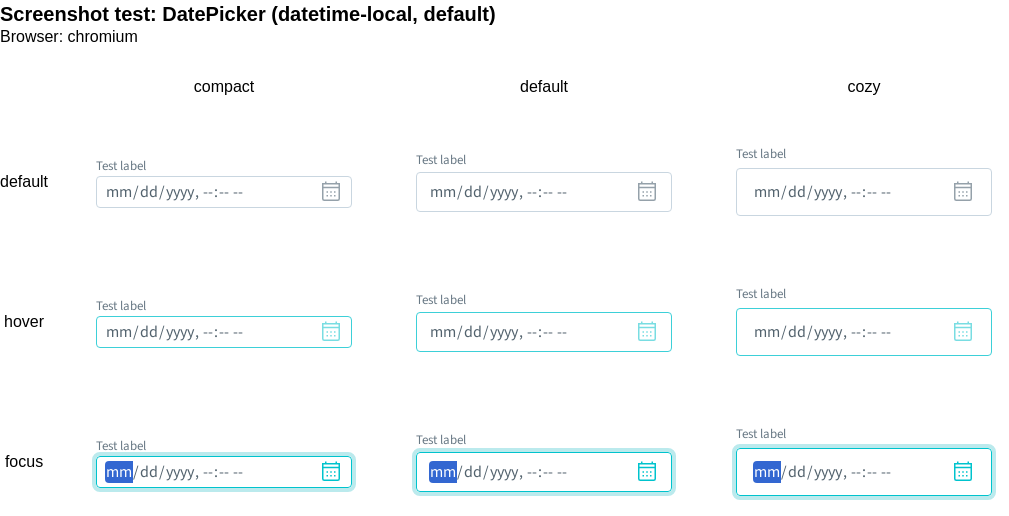 Screenshot test: DatePicker (datetime-local, default)
Browser: chromium
compact default cozy
default
Test label Test label Test label
mm/dd/yyyy, --:-- -- mm/dd/yyyy, --:-- -- mm/dd/yyyy, --:-- --
hover
Test label Test label Test label
mm/dd/yyyy, --:-- -- mm/dd/yyyy, --:-- -- mm/dd/yyyy, --:-- --
focus
Test label Test label Test label
mm/dd/yyyy, --:-- -- mm/dd/yyyy, --:-- -- mm/dd/yyyy, --:-- --